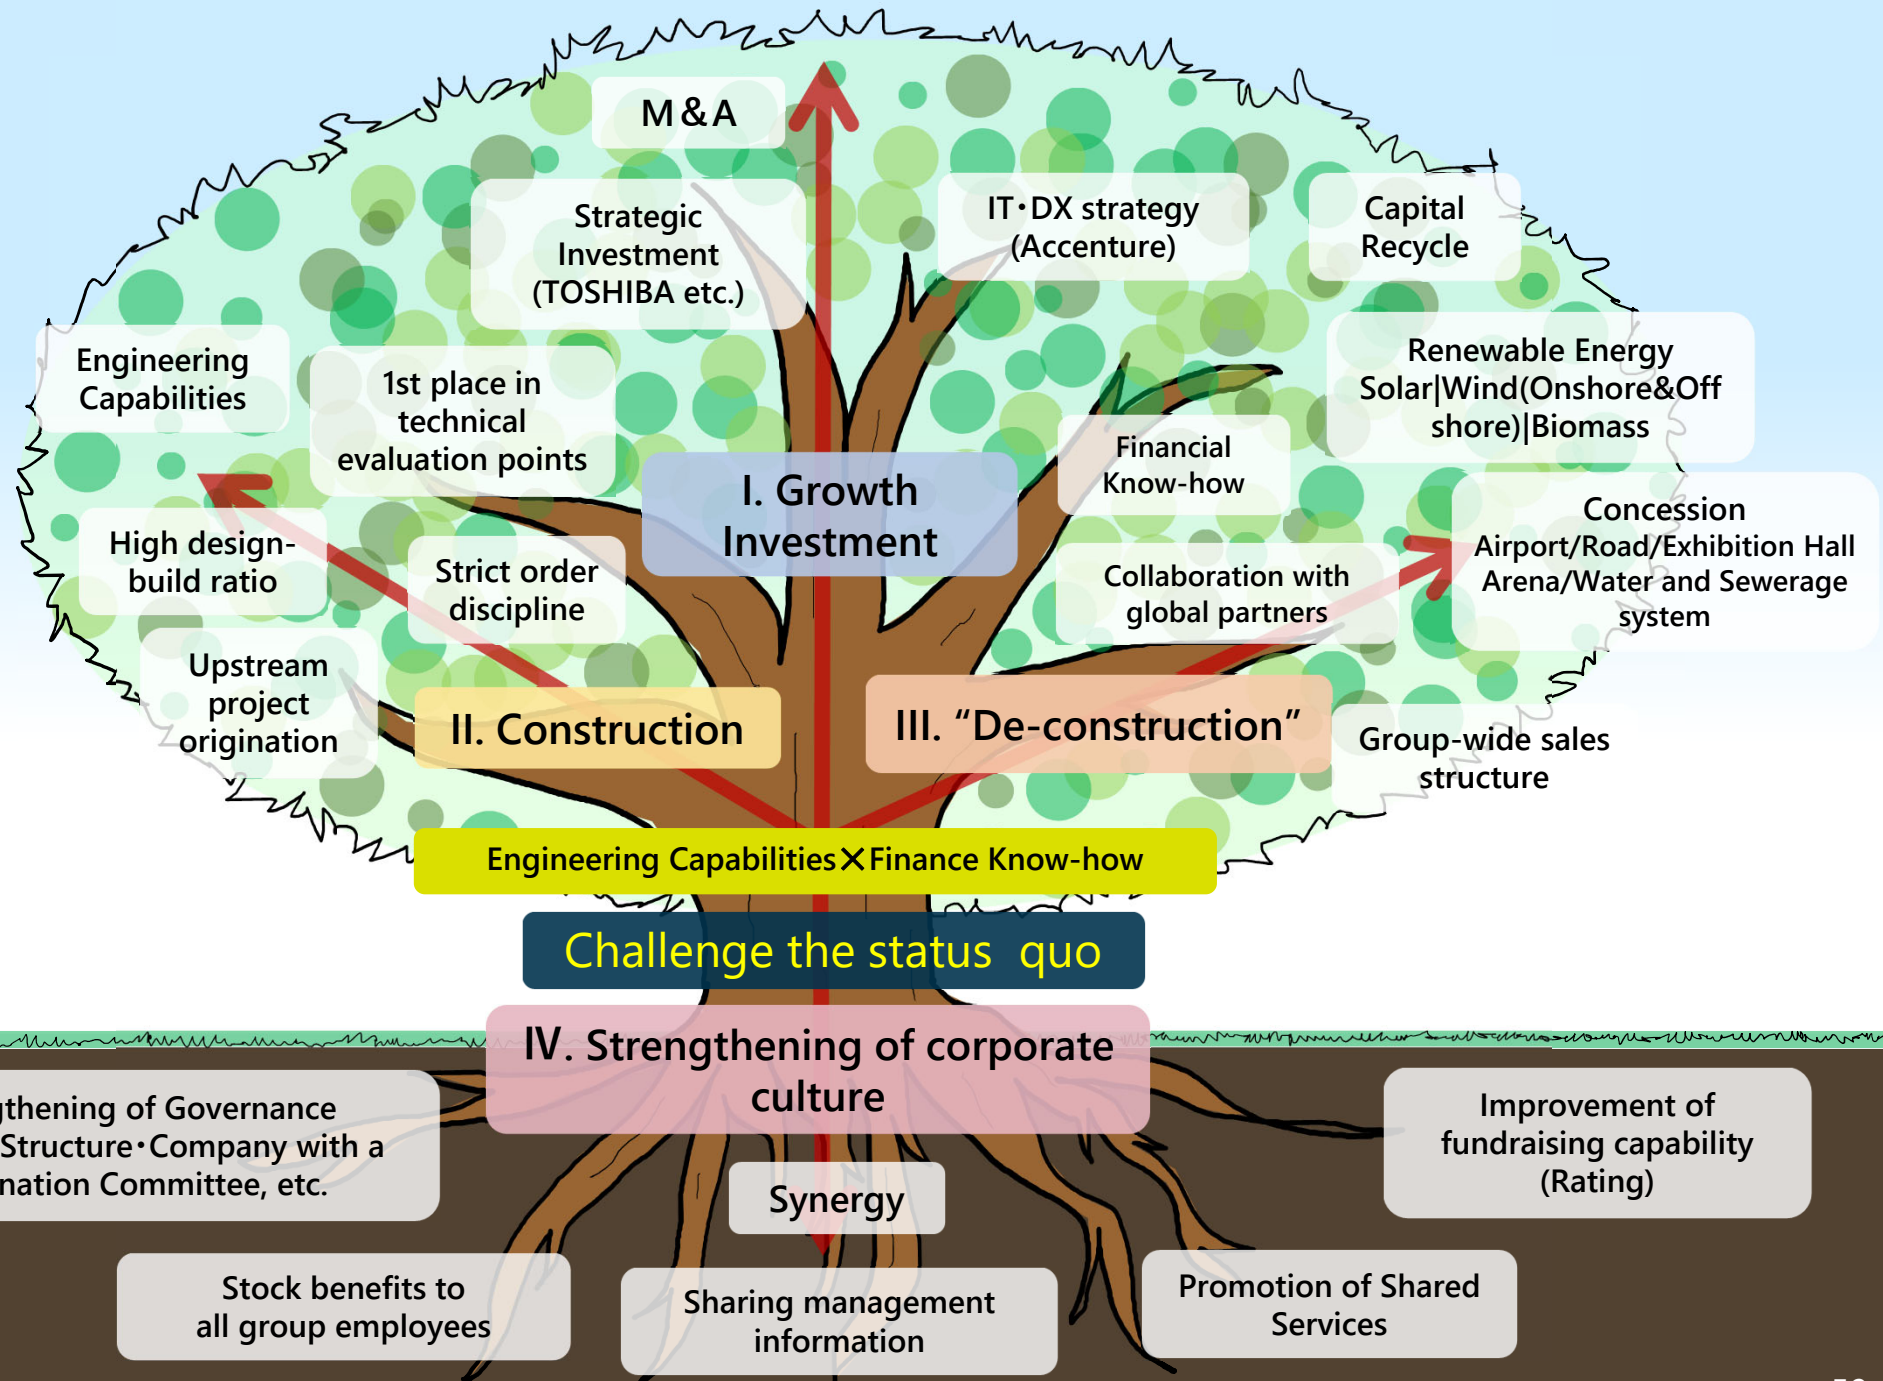 M&A
Strategic
Investment
(TOSHIBA etc.)
IT・DX strategy
(Accenture)
Capital
Recycle
Engineering
Capabilities
1st place in
technical
evaluation points
Renewable Energy
Solar|Wind(Onshore&Off
shore)|Biomass
I. Growth
Investment
Financial
Know-how
High design-
build ratio
Strict order
discipline
Collaboration with
global partners
Concession
Airport/Road/Exhibition Hall
Arena/Water and Sewerage
system
Upstream
project
origination
II. Construction
III. “De-construction”
Group-wide sales
structure
Engineering Capabilities×Finance Know-how
Challenge the status quo
IV. Strengthening of corporate
culture
gthening of Governance
Structure・Company with a
nation Committee, etc.
Improvement of
fundraising capability
(Rating)
Synergy
Stock benefits to
all group employees
Sharing management
information
Promotion of Shared
Services